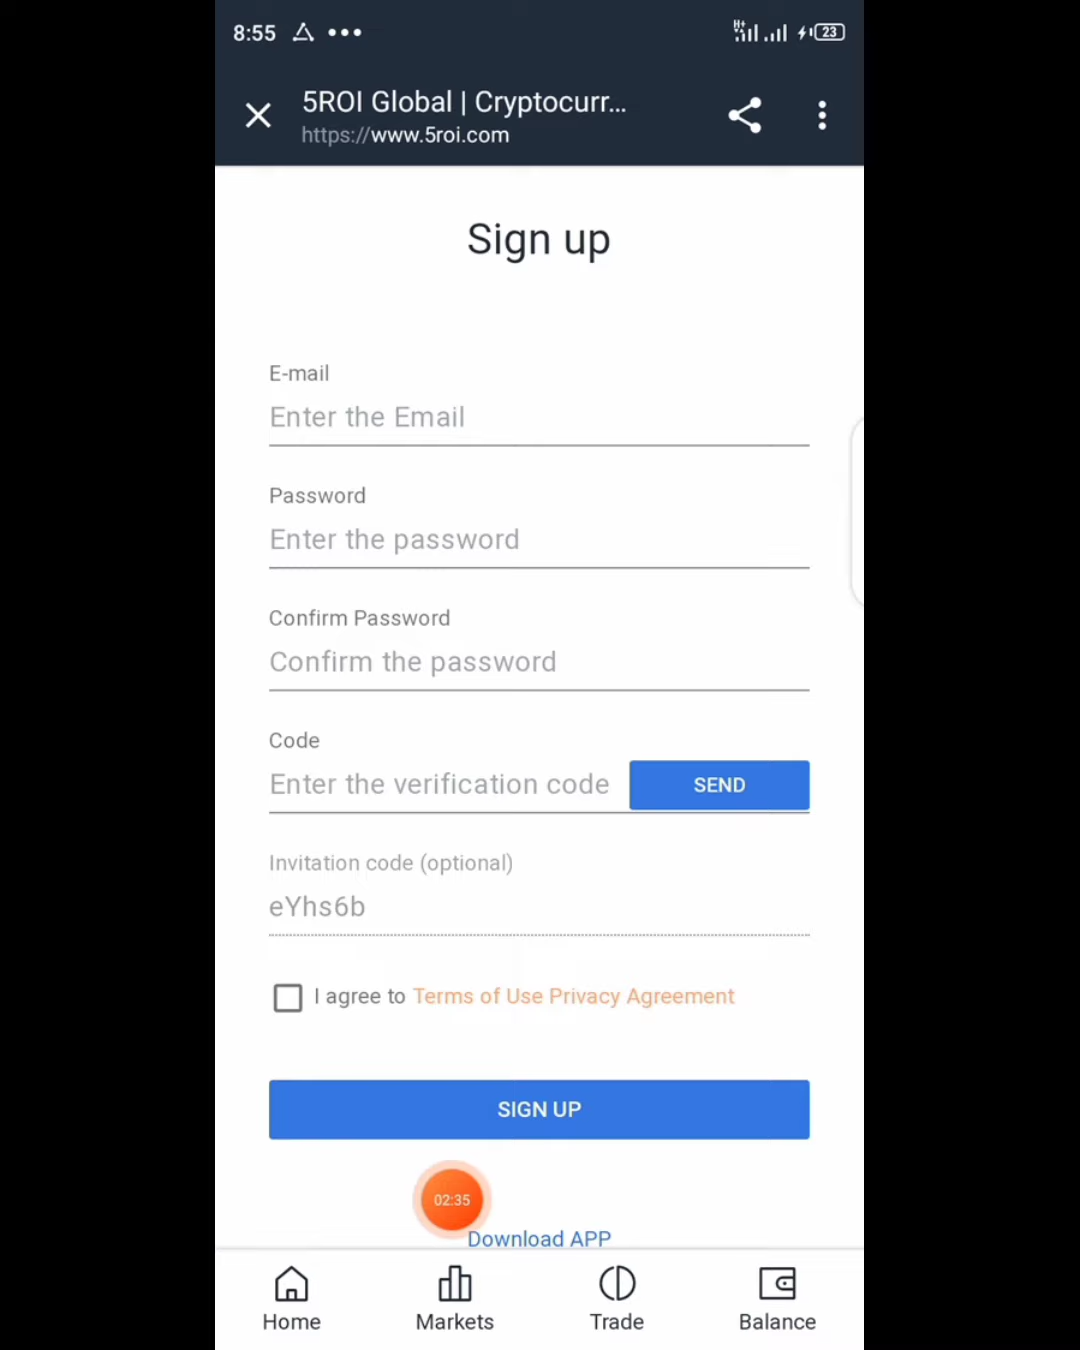 8:55
H+
23
5ROI Global | Cryptocurr...
https://www.5roi.com
Sign up
E-mail
Enter the Email
Password
Enter the password
Confirm Password
Confirm the password
Code
Enter the verification code
SEND
Invitation code (optional)
eYhs6b
I agree to Terms of Use Privacy Agreement
SIGN UP
02:35
Download APP
Home
Markets
Trade
Balance